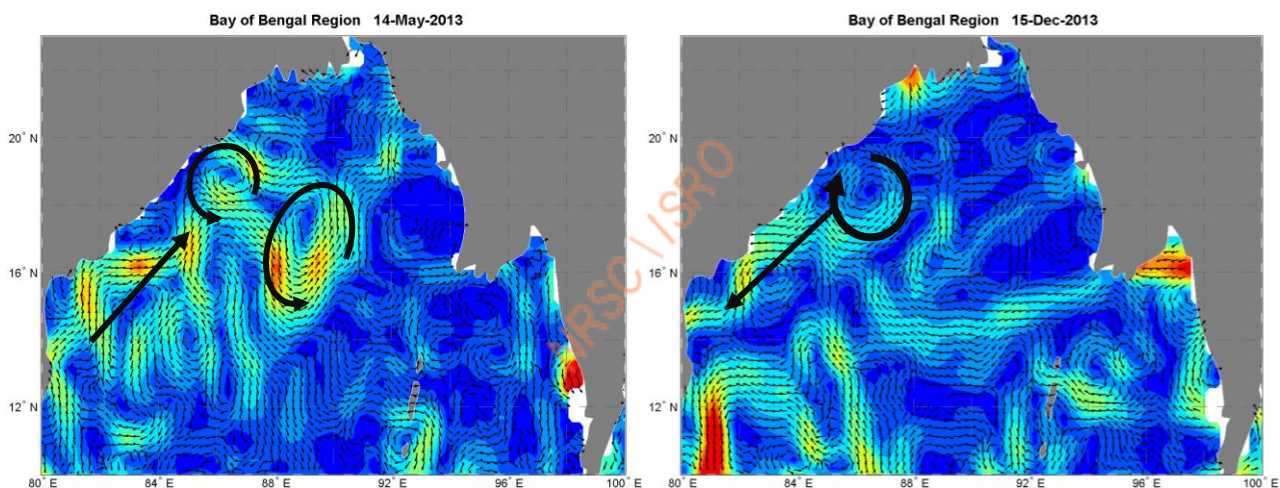 Bay of Bengal Region 14-May-2013
20° N
16° N
12° N
80° E
84° E
88° E
92° E
96° E
100° E
Bay of Bengal Region 15-Dec-2013
20° N
16° N
12° N
80° E
84° E
88° E
92° E
96° E
100° E
NRSC \ ISRO